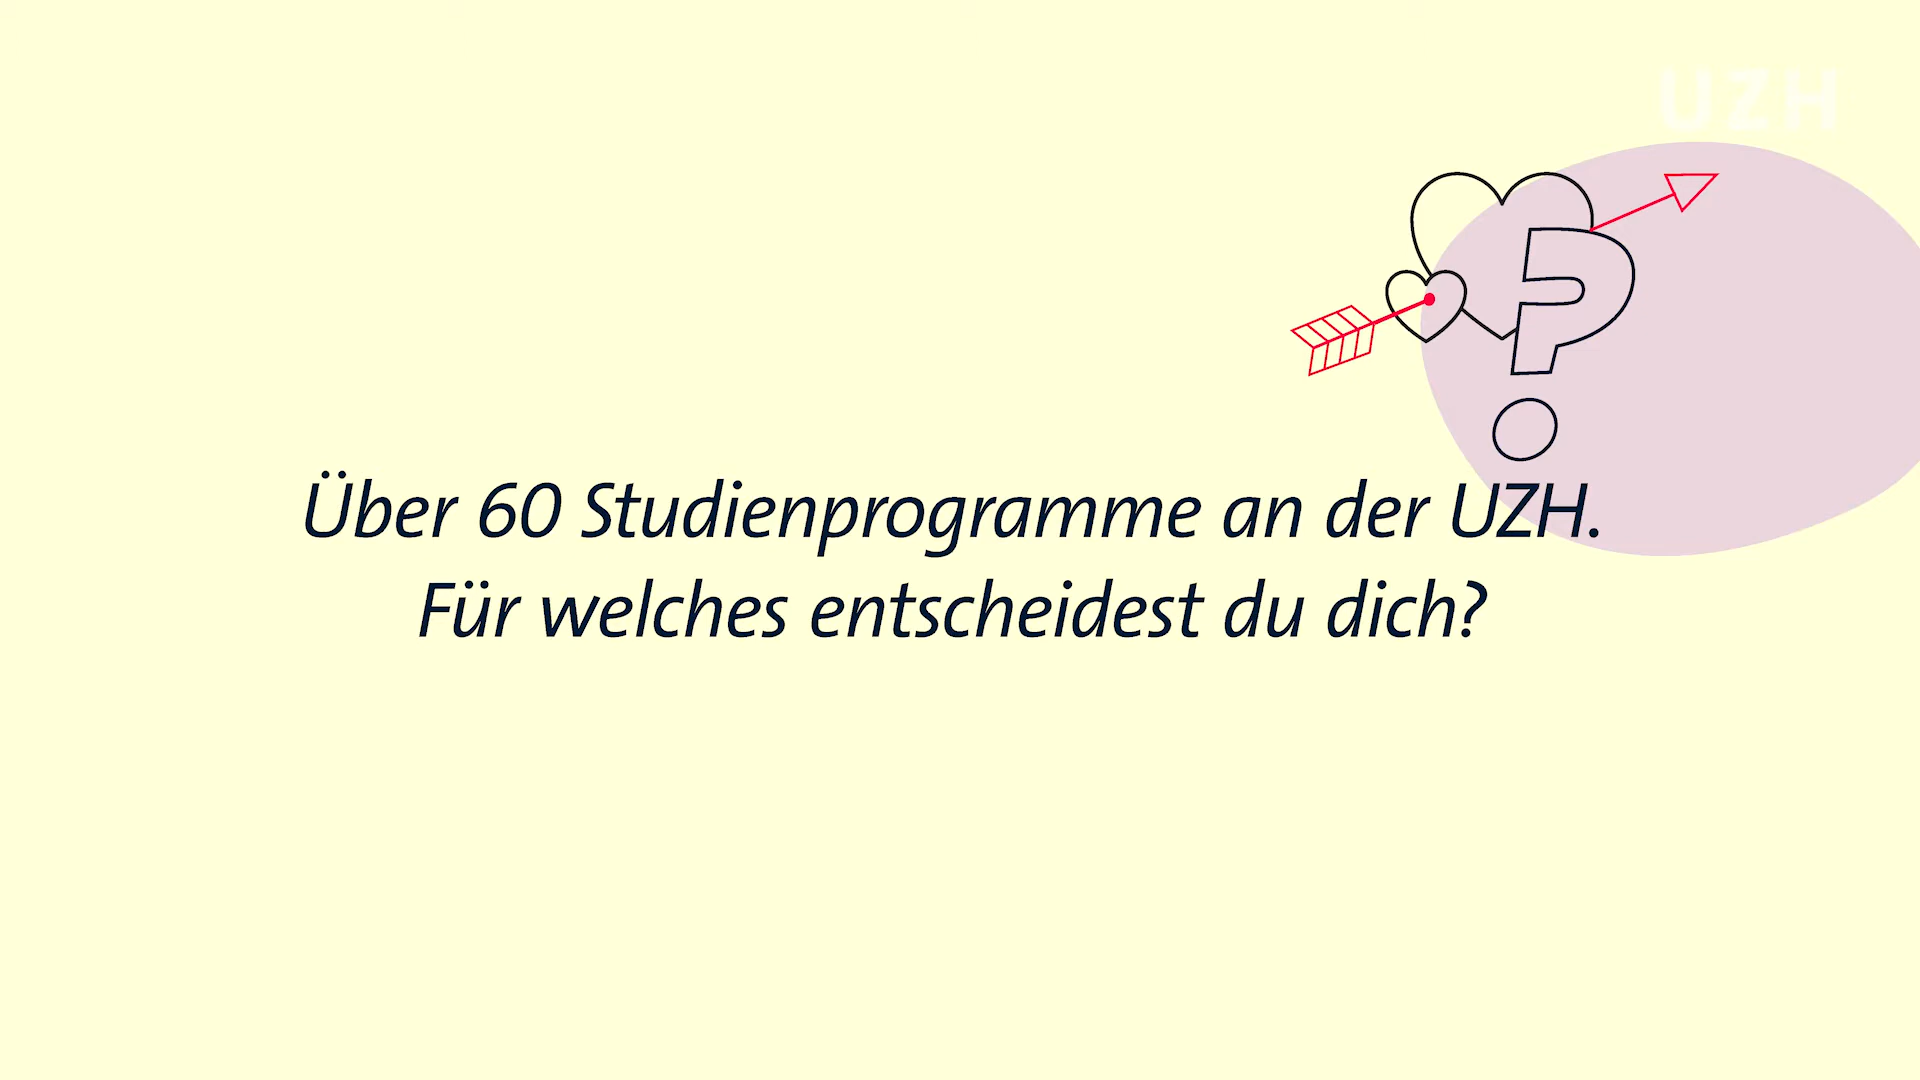 UZH
Über 60 Studienprogramme an der UZH.
Für welches entscheidest du dich?